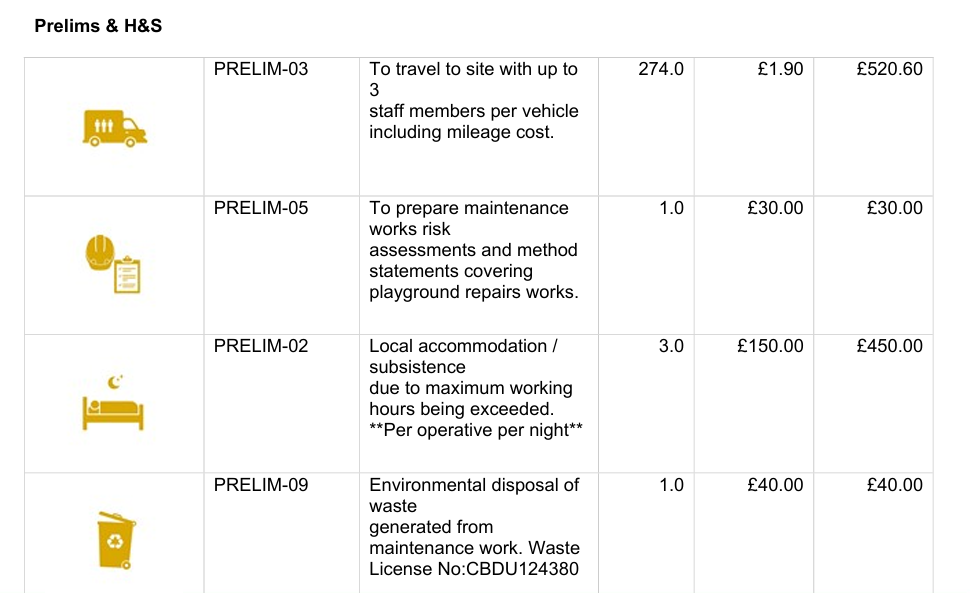 Prelims & H&S
PRELIM-03 To travel to site with up to 274.0 £1.90 £520.60
3
staff members per vehicle
including mileage cost.
PRELIM-05 To prepare maintenance 1.0 £30.00 £30.00
works risk
assessments and method
statements covering
playground repairs works.
PRELIM-02 Local accommodation / 3.0 £150.00 £450.00
subsistence
due to maximum working
hours being exceeded.
**Per operative per night**
PRELIM-09 Environmental disposal of 1.0 £40.00 £40.00
waste
generated from
maintenance work. Waste
License No:CBDU124380